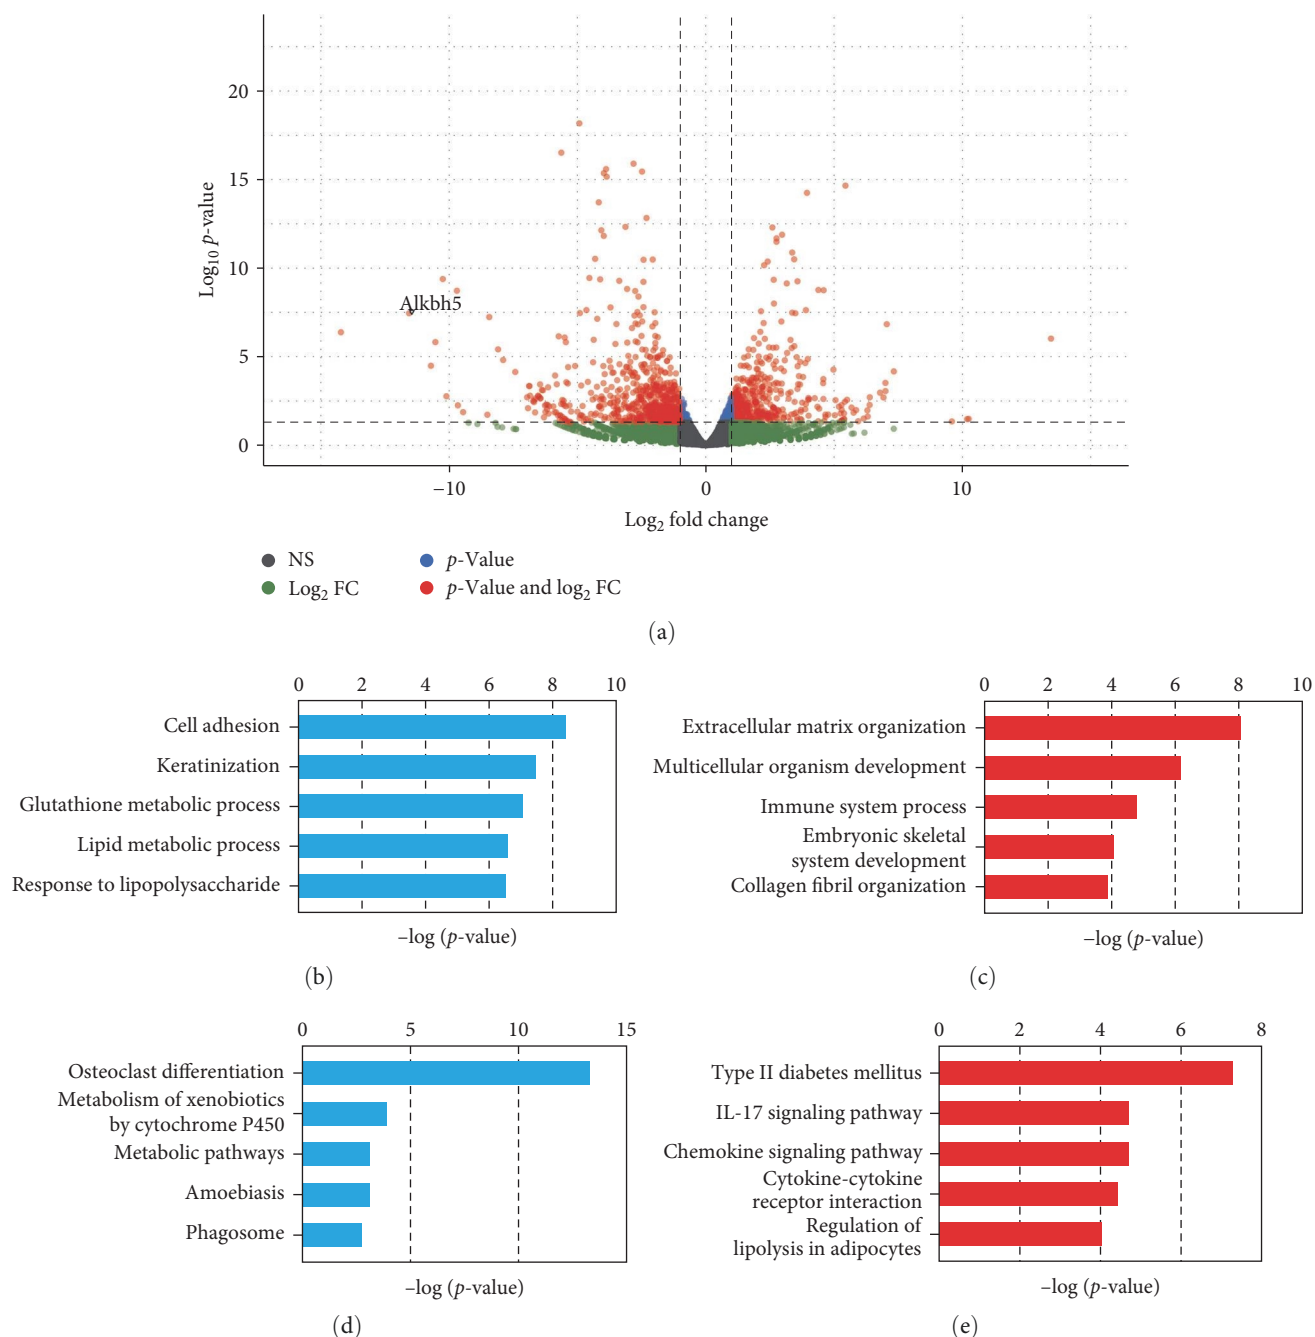 20
15
10
5
0
Log10 p-value
Alkbh5
−10
0
10
Log2 fold change
NS
p-Value
Log2 FC
p-Value and log2 FC
(a)
0 2 4 6 8 10
Cell adhesion
Keratinization
Glutathione metabolic process
Lipid metabolic process
Response to lipopolysaccharide
−log (p-value)
(b)
0 2 4 6 8 10
Extracellular matrix organization
Multicellular organism development
Immune system process
Embryonic skeletal
system development
Collagen fibril organization
−log (p-value)
(c)
0 5 10 15
Osteoclast differentiation
Metabolism of xenobiotics
by cytochrome P450
Metabolic pathways
Amoebiasis
Phagosome
−log (p-value)
(d)
0 2 4 6 8
Type II diabetes mellitus
IL-17 signaling pathway
Chemokine signaling pathway
Cytokine-cytokine
receptor interaction
Regulation of
lipolysis in adipocytes
−log (p-value)
(e)